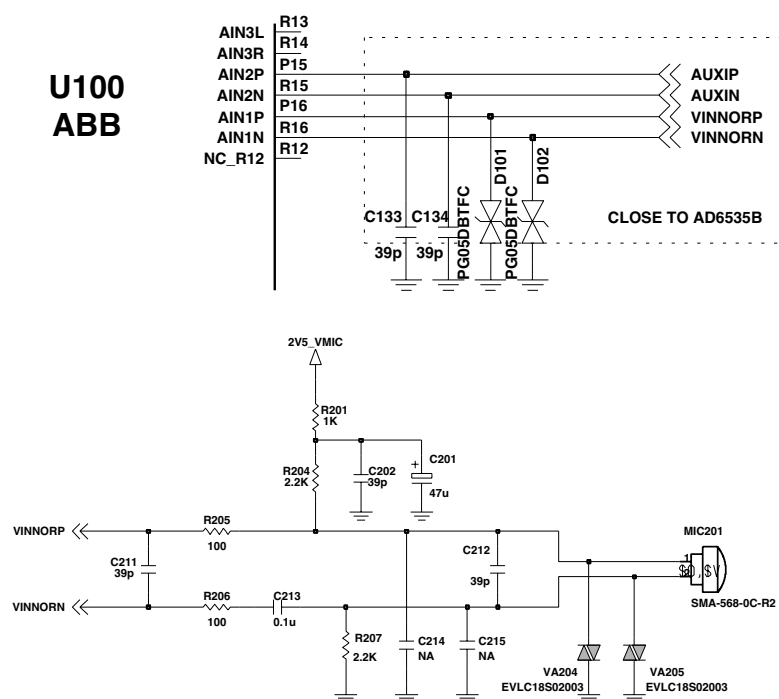 U100
ABB
AIN3L R13
AIN3R R14
AIN2P P15 AUXIP
AIN2N R15 AUXIN
AIN1P P16 VINNORP
AIN1N R16 VINNORN
NC_R12 R12
D101
D102
C133 C134
39p 39p
PG05DBTFC
PG05DBTFC
CLOSE TO AD6535B
2V5_VMIC
R201
1K
R204
2.2K
C202
39p
+ C201
47u
VINNORP
R205
100
C211
39p
C212
39p
MIC201
1
SMA-568-0C-R2
VINNORN
R206
100
C213
0.1u
R207
2.2K
C214
NA
C215
NA
VA204
EVLC18S02003
VA205
EVLC18S02003